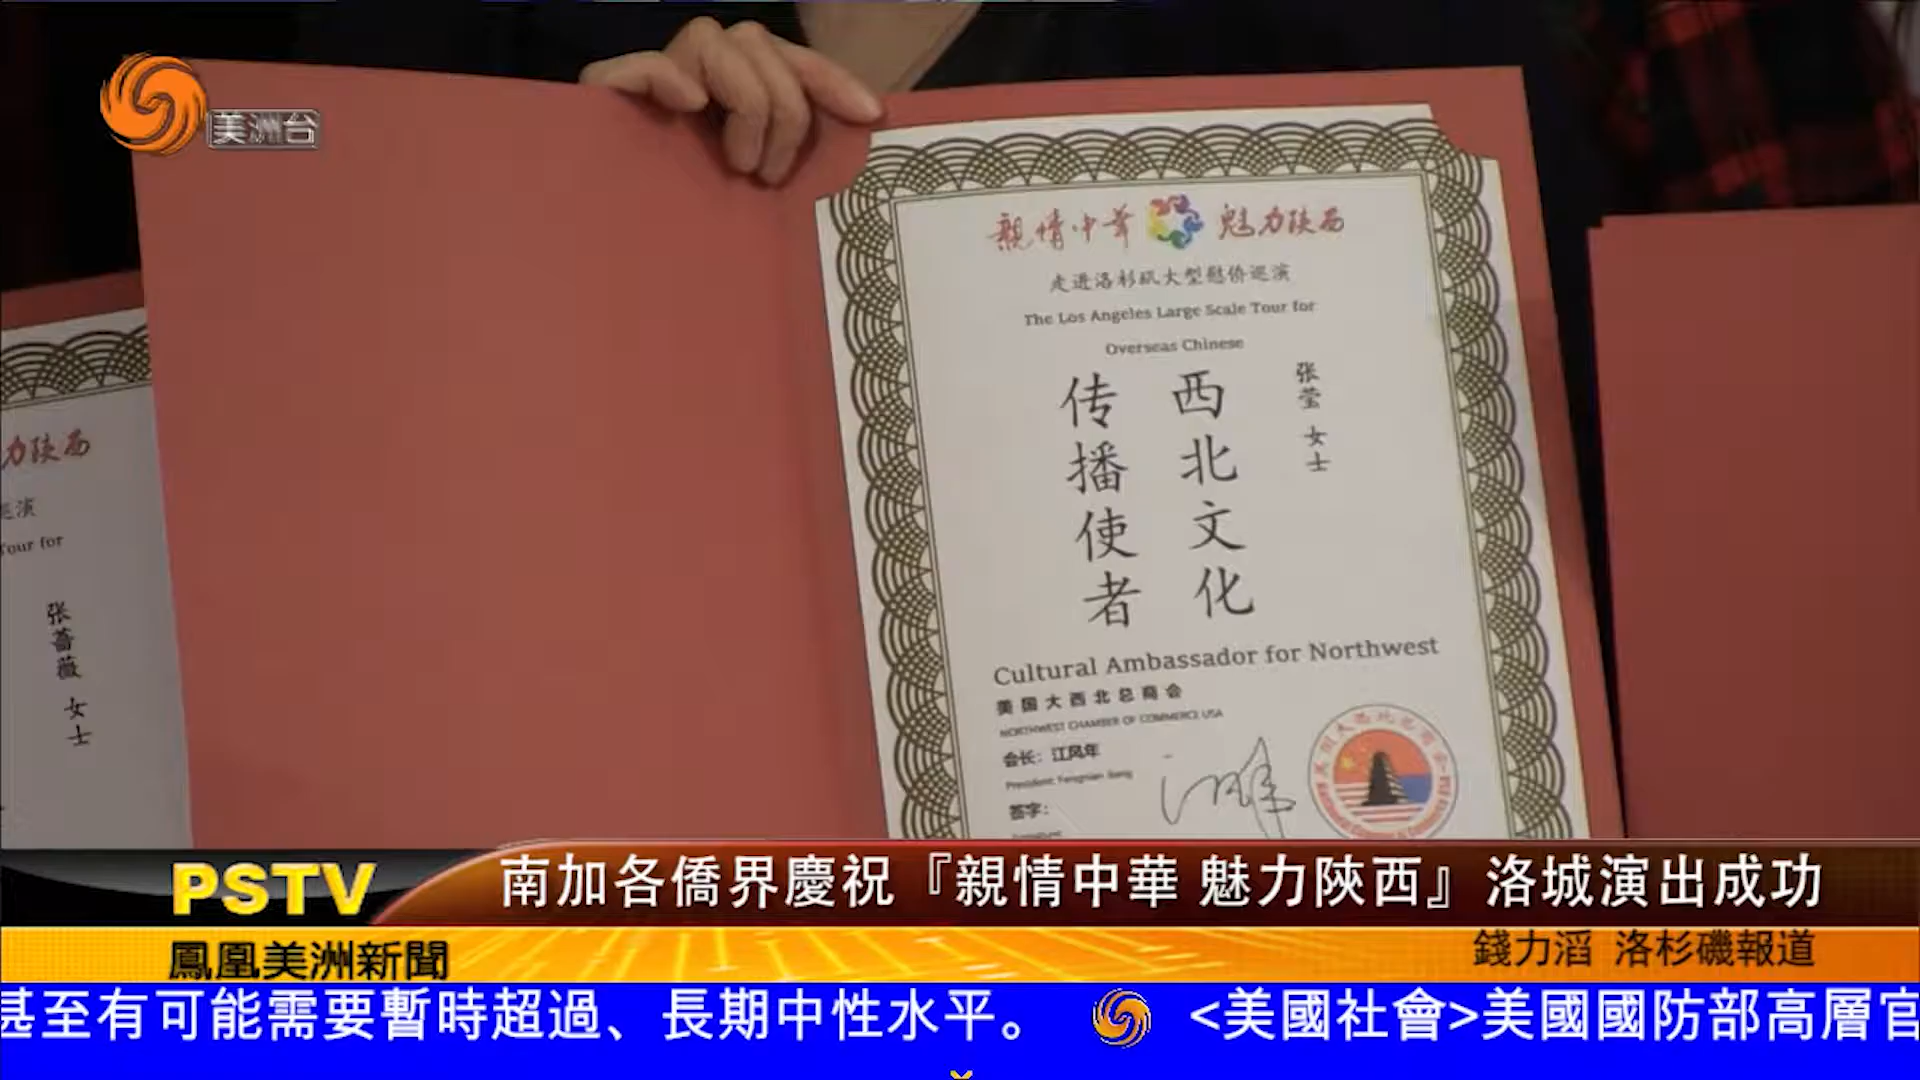 美洲台
親情中華 魅力陝西
走进洛杉矶大型慰侨巡演
The Los Angeles Large Scale Tour for
Overseas Chinese
张莹 女士
西北文化
传播使者
Cultural Ambassador for Northwest
美国大西北总商会
NORTHWEST CHAMBER OF COMMERCE USA
会长：江风年
President: Fengnian Jiang
签字：
力陝西
巡演
Tour for
张蔷薇 女士
PSTV
南加各僑界慶祝『親情中華 魅力陝西』洛城演出成功
鳳凰美洲新聞
錢力滔 洛杉磯報道
甚至有可能需要暫時超過、長期中性水平。 <美國社會>美國國防部高層官